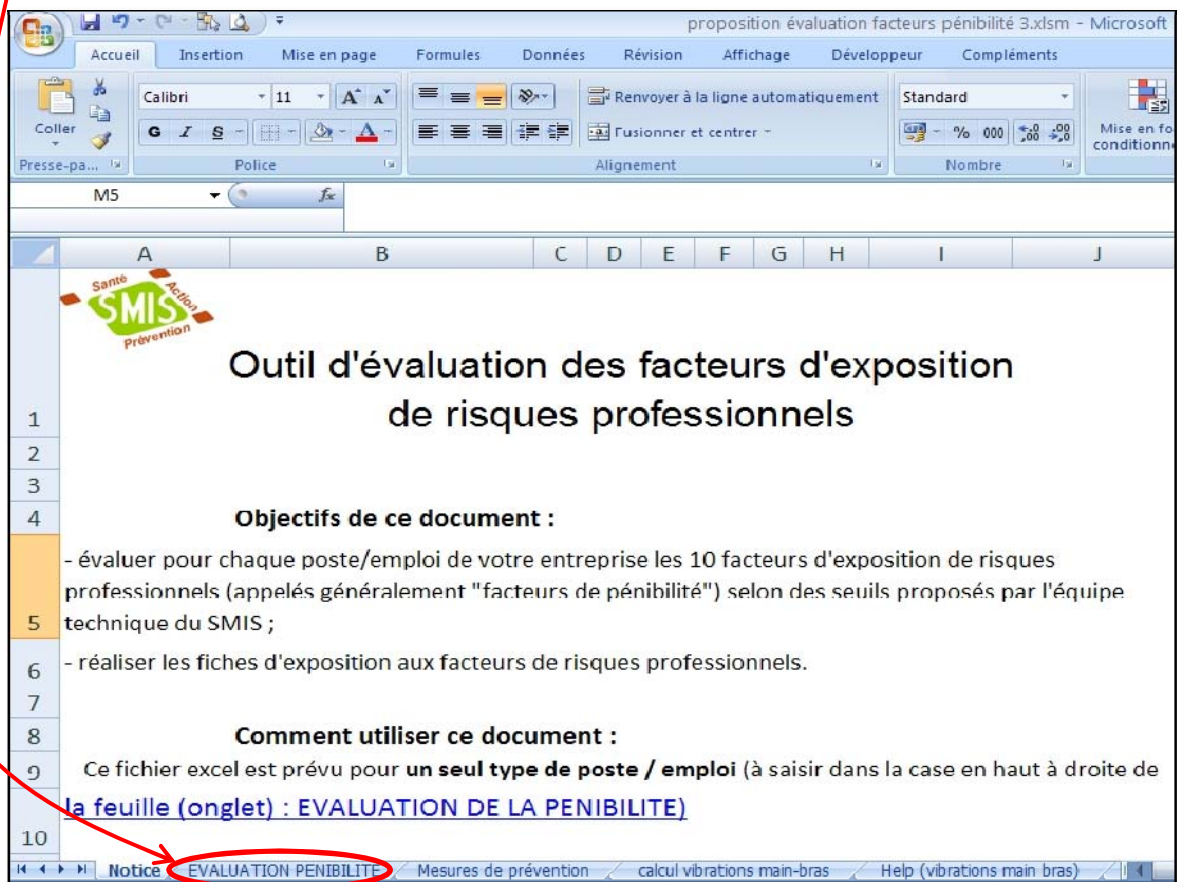 proposition évaluation facteurs pénibilité 3.xlsm - Microsoft
Accueil Insertion Mise en page Formules Données Révision Affichage Développeur Compléments
Calibri 11 A A Renvoyer à la ligne automatiquement Standard
Coller G I S A Fusionner et centrer % 000 Mise en fo
conditionne
Presse-pa... Police Alignement Nombre
M5 fx
A B C D E F G H I J
Santé
Action
SMIS
Prévention
Outil d'évaluation des facteurs d'exposition
1 de risques professionnels
2
3
4 Objectifs de ce document :
- évaluer pour chaque poste/emploi de votre entreprise les 10 facteurs d'exposition de risques
professionnels (appelés généralement "facteurs de pénibilité") selon des seuils proposés par l'équipe
5 technique du SMIS ;
6 - réaliser les fiches d'exposition aux facteurs de risques professionnels.
7
8 Comment utiliser ce document :
9 Ce fichier excel est prévu pour un seul type de poste / emploi (à saisir dans la case en haut à droite de
la feuille (onglet) : EVALUATION DE LA PENIBILITE)
10
Notice EVALUATION PENIBILITE Mesures de prévention calcul vibrations main-bras Help (vibrations main bras)